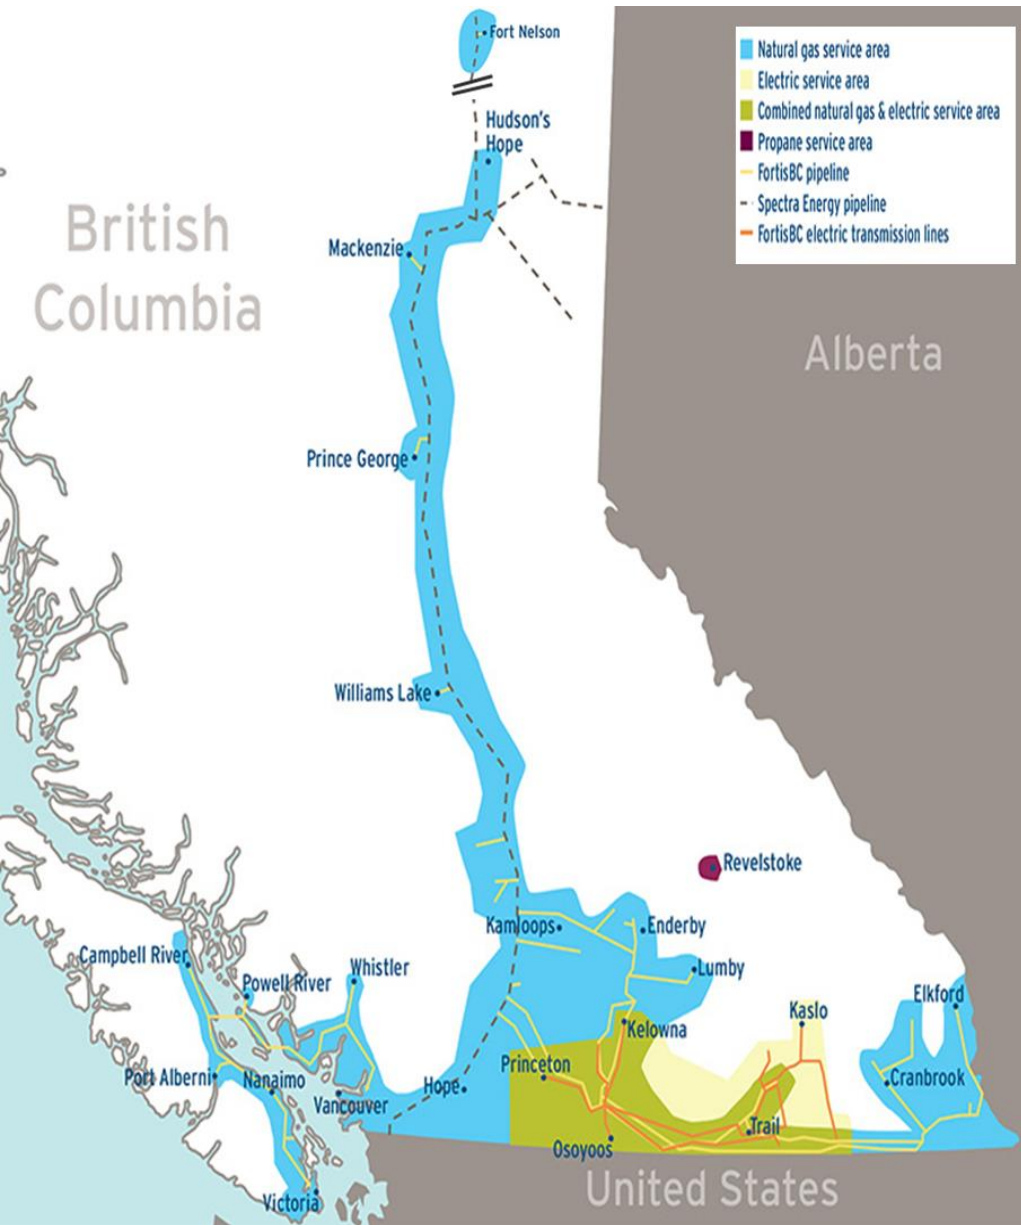 Fort Nelson
Hudson's
Hope
Natural gas service area
Electric service area
Combined natural gas & electric service area
Propane service area
FortisBC pipeline
Spectra Energy pipeline
FortisBC electric transmission lines
British
Columbia
Mackenzie
Alberta
Prince George
Williams Lake
Revelstoke
Kamloops
Enderby
Campbell River
Powell River
Whistler
Lumby
Elkford
Kaslo
Kelowna
Princeton
Port Alberni
Nanaimo
Hope
Cranbrook
Vancouver
Trail
Osoyoos
United States
Victoria